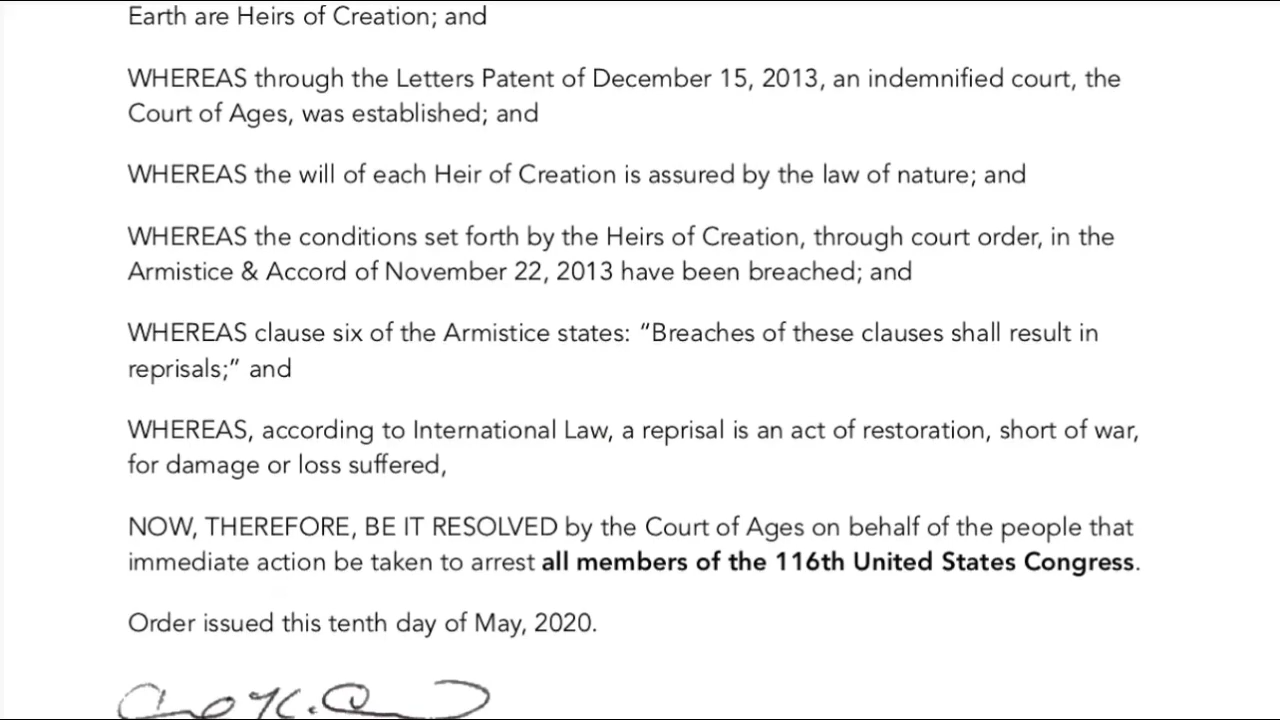 Earth are Heirs of Creation; and
WHEREAS through the Letters Patent of December 15, 2013, an indemnified court, the
Court of Ages, was established; and
WHEREAS the will of each Heir of Creation is assured by the law of nature; and
WHEREAS the conditions set forth by the Heirs of Creation, through court order, in the
Armistice & Accord of November 22, 2013 have been breached; and
WHEREAS clause six of the Armistice states: “Breaches of these clauses shall result in
reprisals;” and
WHEREAS, according to International Law, a reprisal is an act of restoration, short of war,
for damage or loss suffered,
NOW, THEREFORE, BE IT RESOLVED by the Court of Ages on behalf of the people that
immediate action be taken to arrest all members of the 116th United States Congress.
Order issued this tenth day of May, 2020.